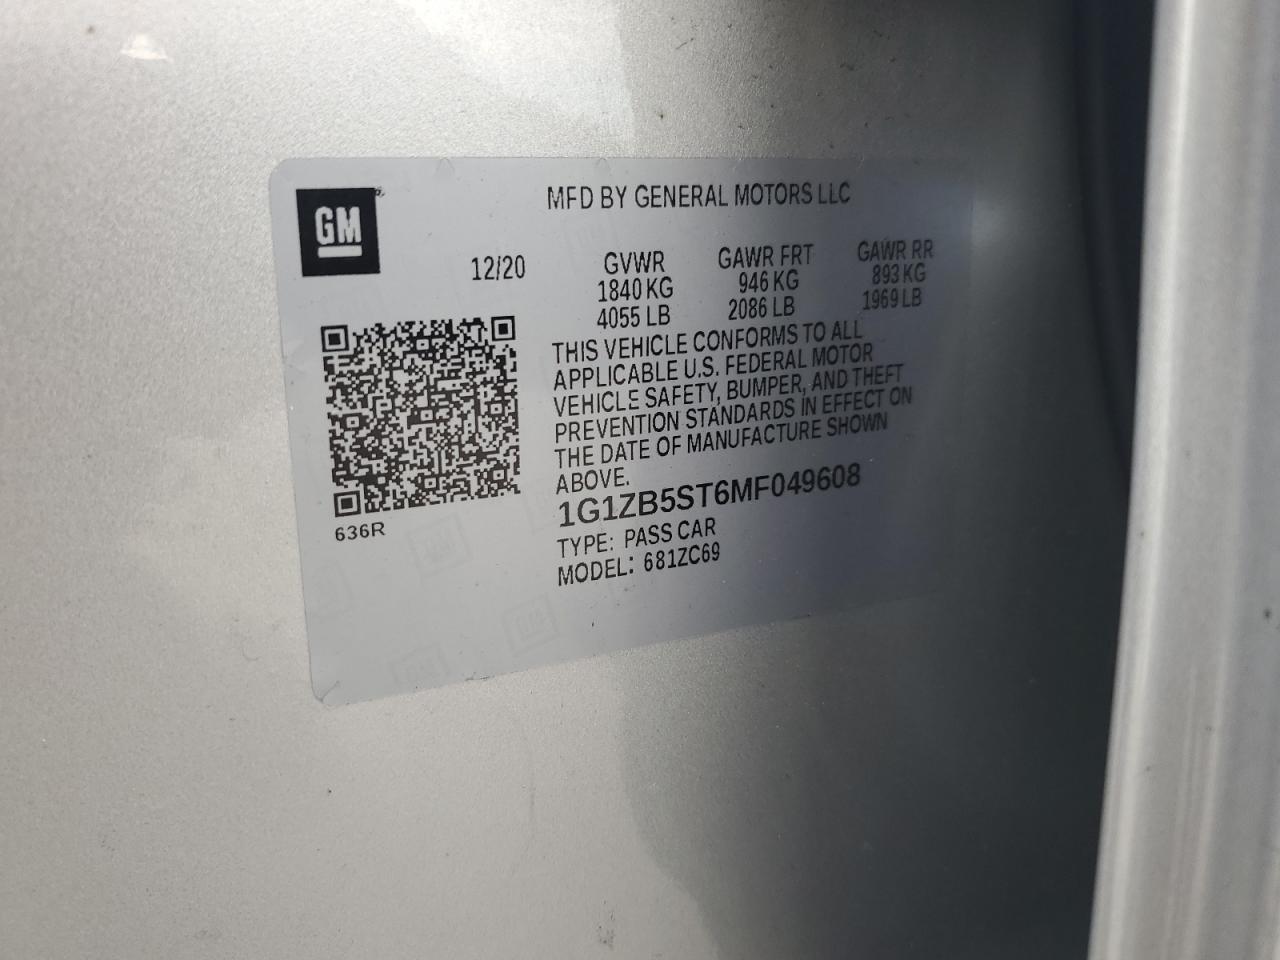 GM
MFD BY GENERAL MOTORS LLC
12/20
GVWR GAWR FRT GAWR RR
1840 KG 946 KG 893 KG
4055 LB 2086 LB 1969 LB
THIS VEHICLE CONFORMS TO ALL
APPLICABLE U.S. FEDERAL MOTOR
VEHICLE SAFETY, BUMPER, AND THEFT
PREVENTION STANDARDS IN EFFECT ON
THE DATE OF MANUFACTURE SHOWN
ABOVE.
1G1ZB5ST6MF049608
TYPE: PASS CAR
MODEL: 681ZC69
636R